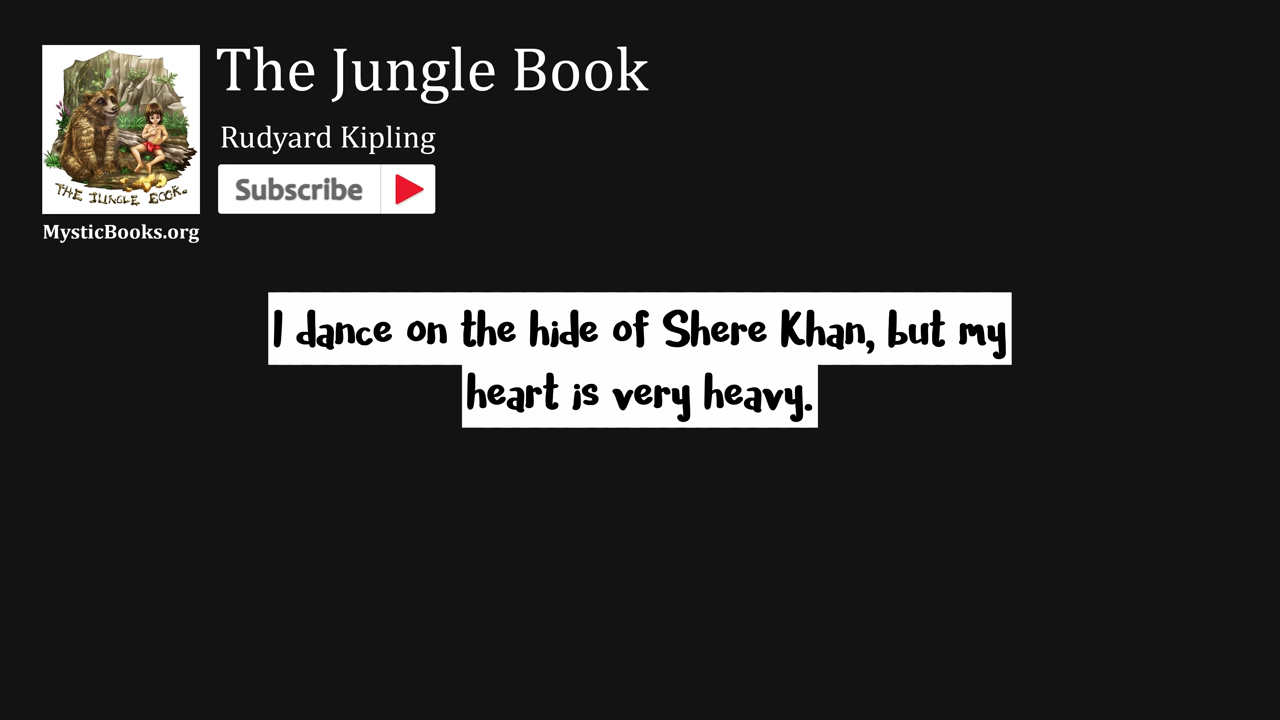 The Jungle Book
Rudyard Kipling
Subscribe
THE JUNGLE BOOK.
MysticBooks.org
I dance on the hide of Shere Khan, but my
heart is very heavy.